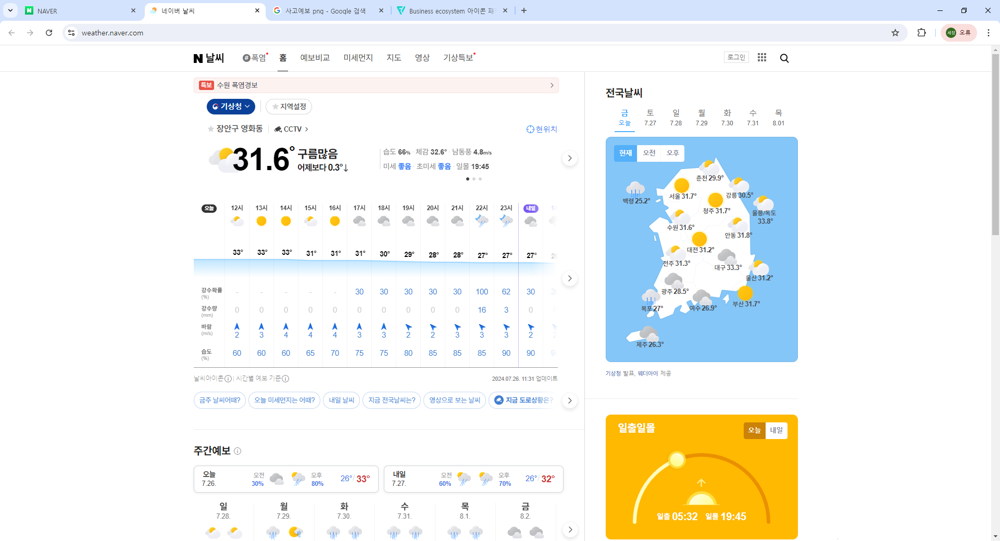 NAVER
네이버 날씨
사고예보 png - Google 검색
Business ecosystem 아이콘 패
weather.naver.com
세정 오류
N 날씨
#폭염 홈 예보비교 미세먼지 지도 영상 기상특보
로그인
특보 수원 폭염경보
기상청 지역설정
장안구 영화동 CCTV
현위치
31.6° 구름많음
어제보다 0.3°↓
습도 66% · 체감 32.6° · 남동풍 4.8m/s
미세 좋음 · 초미세 좋음 · 일몰 19:45
오늘 12시 13시 14시 15시 16시 17시 18시 19시 20시 21시 22시 23시 내일
33° 33° 33° 31° 31° 31° 30° 29° 28° 28° 27° 27° 27°
강수확률 (%) - - - - - 30 30 30 30 30 100 62 30
강수량 (mm) 0 0 0 0 0 0 0 0 0 0 16 3 0
바람 (m/s) 2 3 4 4 4 3 3 2 2 3 3 3 2
습도 (%) 60 60 60 65 70 75 75 80 85 85 85 90 90
날씨아이콘 시간별 예보 기준
2024.07.26. 11:31 업데이트
금주 날씨어때? 오늘 미세먼지는 어때? 내일 날씨 지금 전국날씨는? 영상으로 보는 날씨 지금 도로상황은?
주간예보
오늘 7.26. 오전 30% 오후 80% 26°/33°
내일 7.27. 오전 60% 오후 70% 26°/32°
일 월 화 수 목 금
7.28. 7.29. 7.30. 7.31. 8.1. 8.2.
전국날씨
금 토 일 월 화 수 목
오늘 7.27 7.28 7.29 7.30 7.31 8.01
현재 오전 오후
춘천 29.9°
백령 25.2°
서울 31.7°
강릉 30.5°
청주 31.7°
울릉/독도
33.8°
수원 31.6°
안동 31.8°
대전 31.2°
전주 31.3°
대구 33.3°
울산 31.2°
광주 28.5°
부산 31.7°
목포 27°
여수 26.9°
제주 26.3°
기상청 발표, 웨더아이 제공
일출일몰
오늘 내일
일출 05:32 일몰 19:45